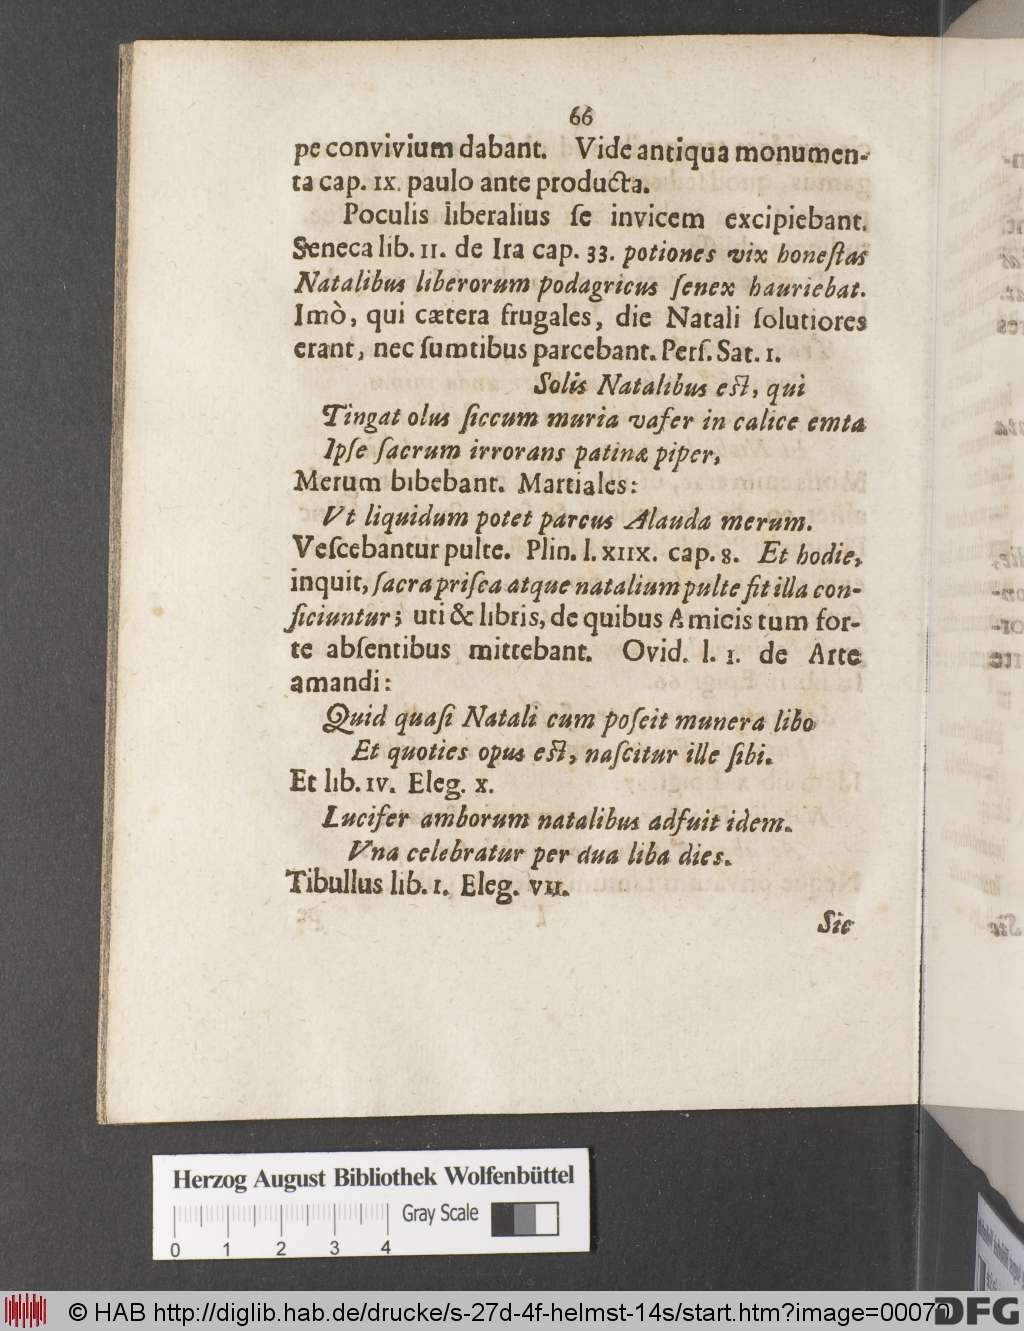 66
pe convivium dabant. Vide antiqua monumen-
ta cap. IX. paulo ante producta.
Poculis liberalius ſe invicem excipiebant.
Seneca lib. II. de Ira cap. 33. potiones vix honeſtas
Natalibus liberorum podagricus ſenex hauriebat.
Imò, qui cætera frugales, die Natali ſolutiores
erant, nec ſumtibus parcebant. Perſ. Sat. 1.
Solis Natalibus eſt, qui
Tingat olus ſiccum muria vafer in calice emta
Ipſe ſacrum irrorans patinæ piper,
Merum bibebant. Martiales:
Vt liquidum potet parcus Alauda merum.
Veſcebantur pulte. Plin. l. XIIX. cap. 8. Et hodie,
inquit, ſacra priſca atque natalium pulte fit illa con-
ficiuntur; uti & libris, de quibus Amicis tum for-
te abſentibus mittebant. Ovid. l. 1. de Arte
amandi:
Quid quaſi Natali cum poſcit munera libo
Et quoties opus eſt, naſcitur ille ſibi.
Et lib. IV. Eleg. X.
Lucifer amborum natalibus adfuit idem.
Vna celebratur per dua liba dies.
Tibullus lib. 1. Eleg. VII.
Sic
Herzog August Bibliothek Wolfenbüttel
Gray Scale
0 1 2 3 4
© HAB http://diglib.hab.de/drucke/s-27d-4f-helmst-14s/start.htm?image=00070
DFG